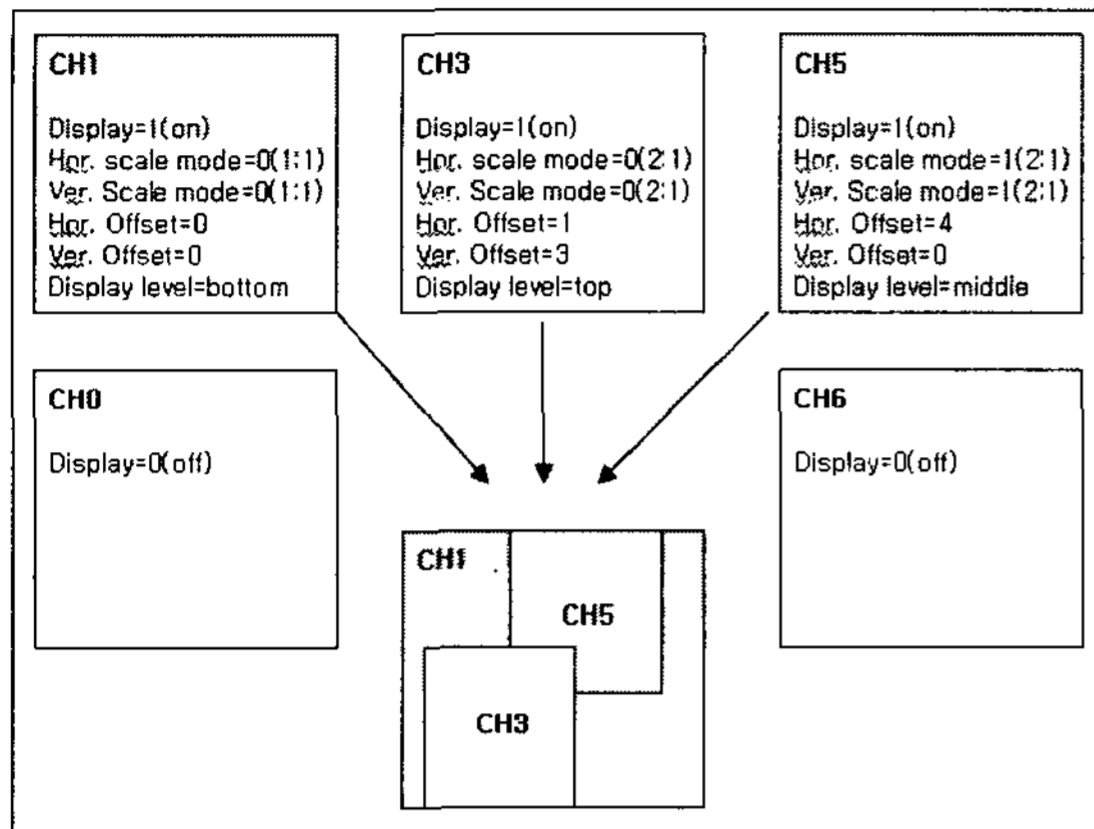 CH1
Display=1(on)
Hor. scale mode=0(1:1)
Ver. Scale mode=0(1:1)
Hor. Offset=0
Ver. Offset=0
Display level=bottom
CH3
Display=1(on)
Hor. scale mode=0(2:1)
Ver. Scale mode=0(2:1)
Hor. Offset=1
Ver. Offset=3
Display level=top
CH5
Display=1(on)
Hor. scale mode=1(2:1)
Ver. Scale mode=1(2:1)
Hor. Offset=4
Ver. Offset=0
Display level=middle
CH0
Display=0(off)
CH6
Display=0(off)
CH1
CH5
CH3